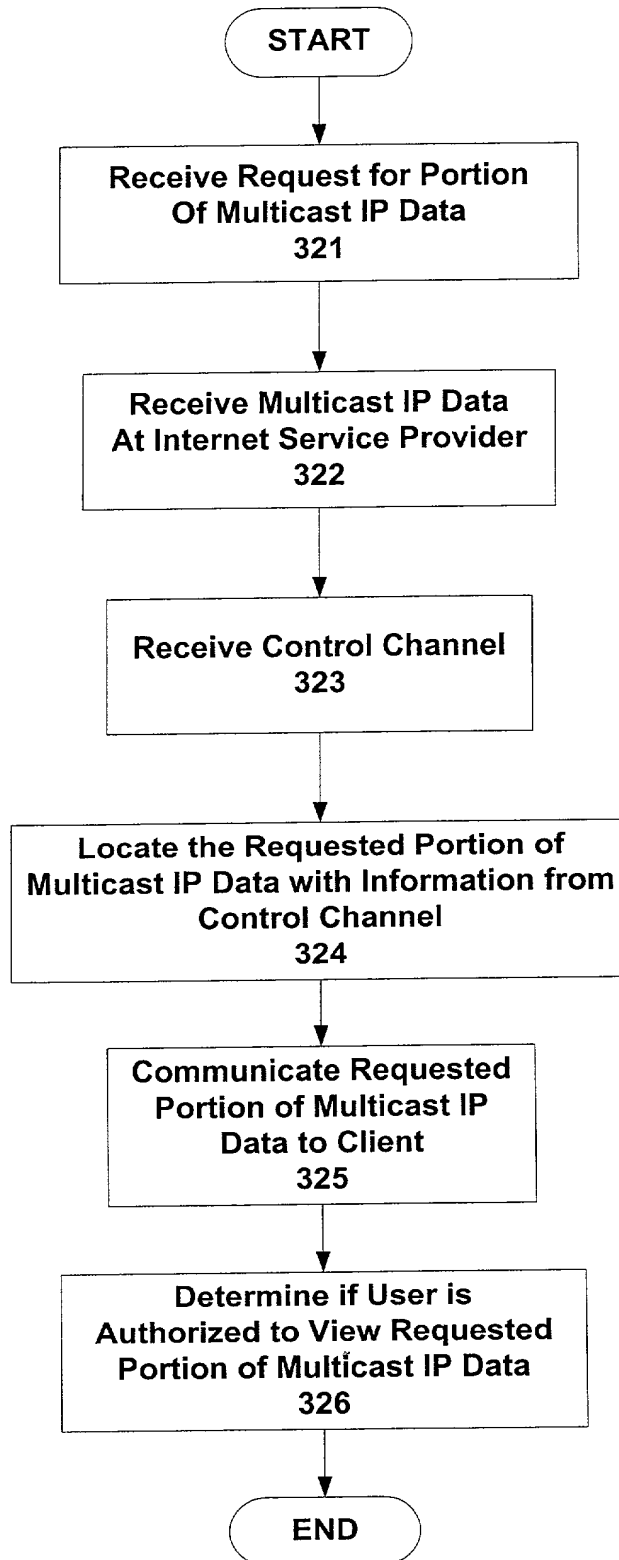 START
Receive Request for Portion
Of Multicast IP Data
321
Receive Multicast IP Data
At Internet Service Provider
322
Receive Control Channel
323
Locate the Requested Portion of
Multicast IP Data with Information from
Control Channel
324
Communicate Requested
Portion of Multicast IP
Data to Client
325
Determine if User is
Authorized to View Requested
Portion of Multicast IP Data
326
END